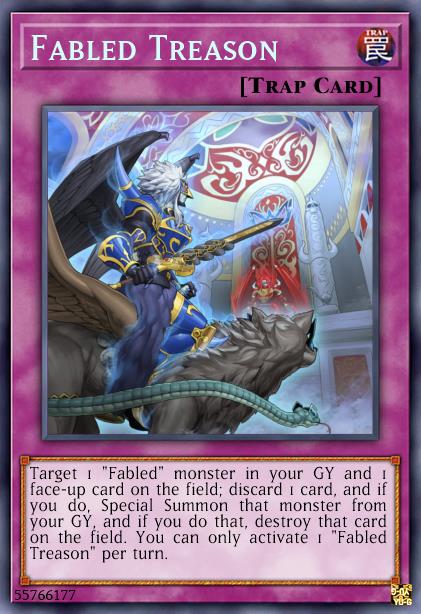 Fabled Treason
TRAP
罠
[Trap Card]
Target 1 "Fabled" monster in your GY and 1
face-up card on the field; discard 1 card, and if
you do, Special Summon that monster from
your GY, and if you do that, destroy that card
on the field. You can only activate 1 "Fabled
Treason" per turn.
55766177